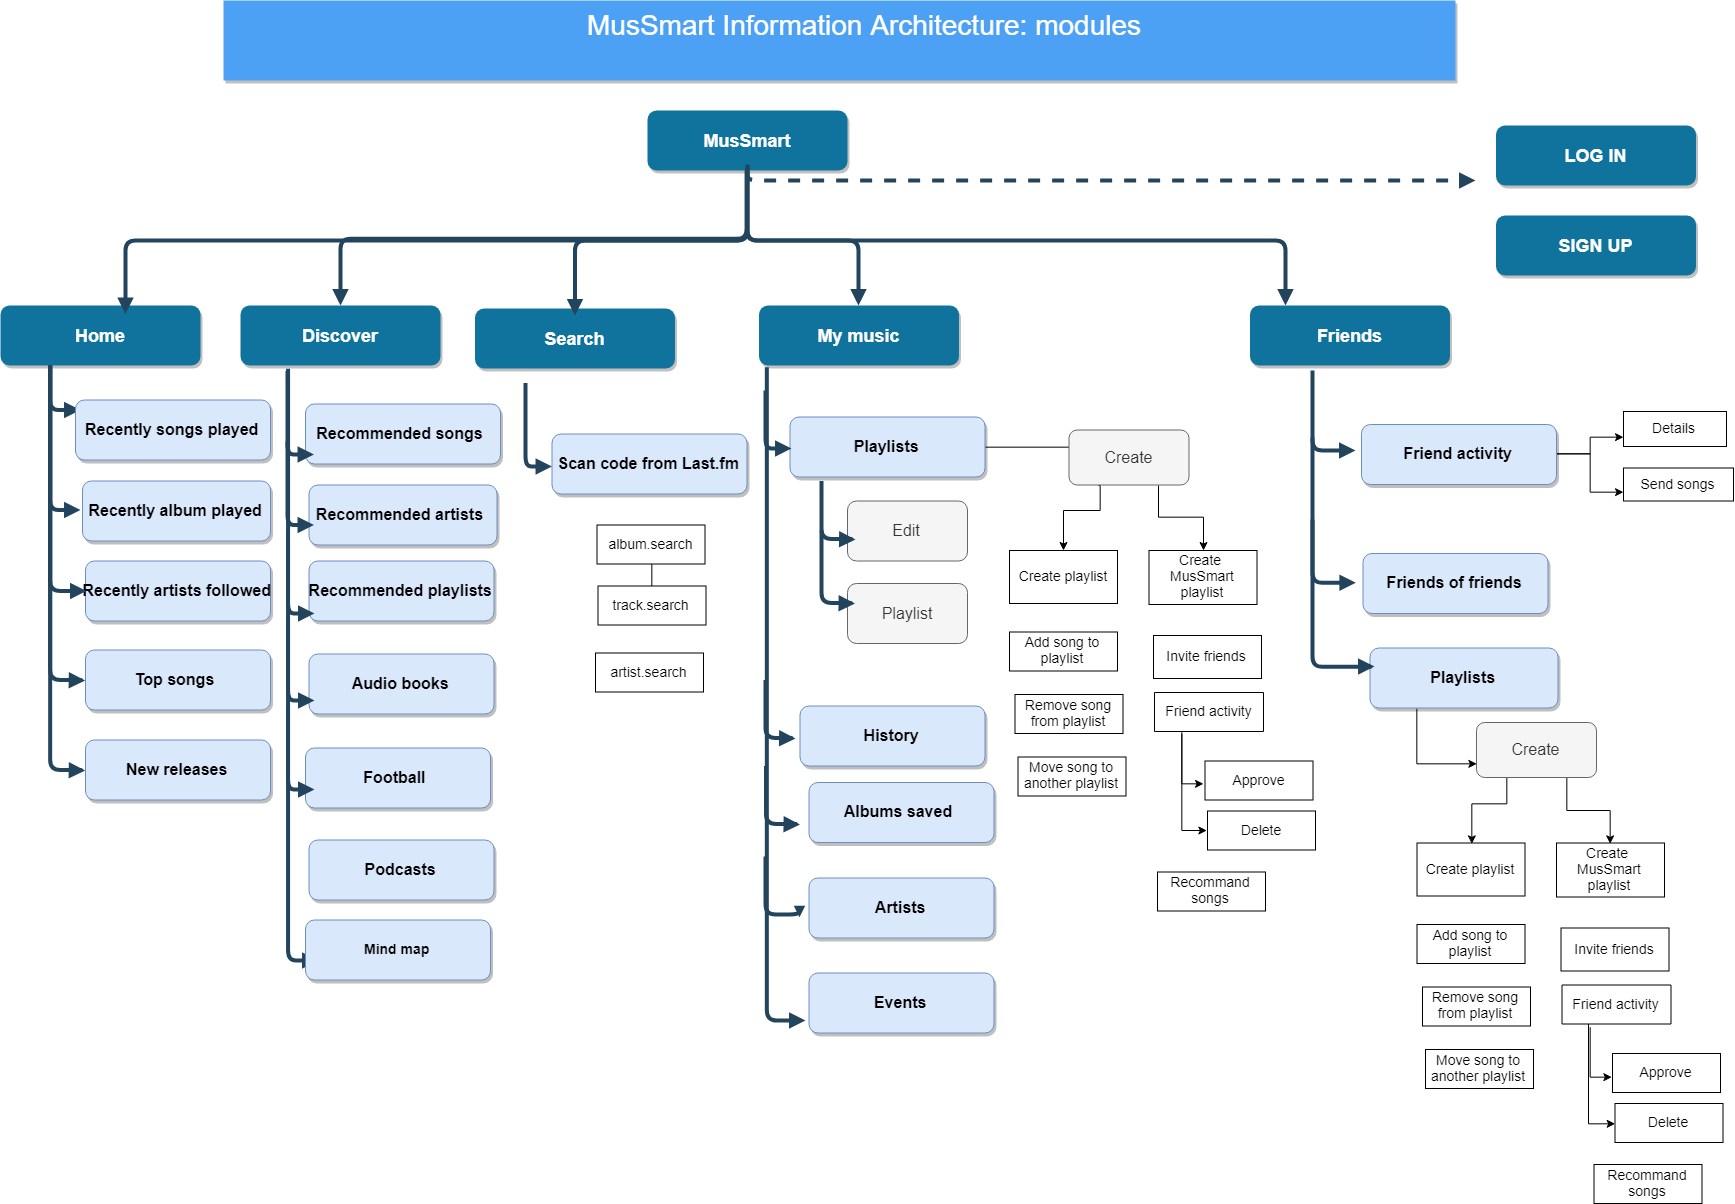 MusSmart Information Architecture: modules
MusSmart
LOG IN
SIGN UP
Home
Discover
Search
My music
Friends
Recently songs played
Recently album played
Recently artists followed
Top songs
New releases
Recommended songs
Recommended artists
Recommended playlists
Audio books
Football
Podcasts
Mind map
Scan code from Last.fm
album.search
track.search
artist.search
Playlists
Edit
Playlist
History
Albums saved
Artists
Events
Create
Create playlist
Add song to
playlist
Remove song
from playlist
Move song to
another playlist
Create
MusSmart
playlist
Invite friends
Friend activity
Approve
Delete
Recommand
songs
Friend activity
Details
Send songs
Friends of friends
Playlists
Create
Create playlist
Add song to
playlist
Remove song
from playlist
Move song to
another playlist
Create
MusSmart
playlist
Invite friends
Friend activity
Approve
Delete
Recommand
songs